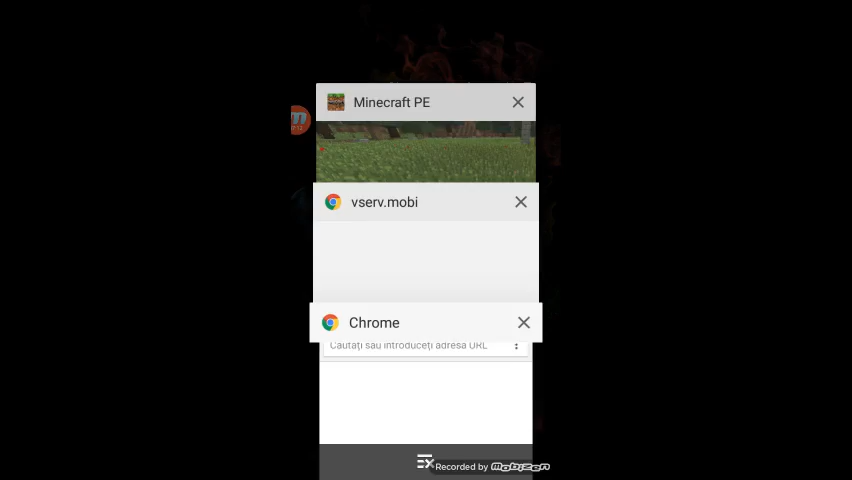 Minecraft PE
vserv.mobi
Chrome
Căutați sau introduceți adresa URL
Recorded by mobizen